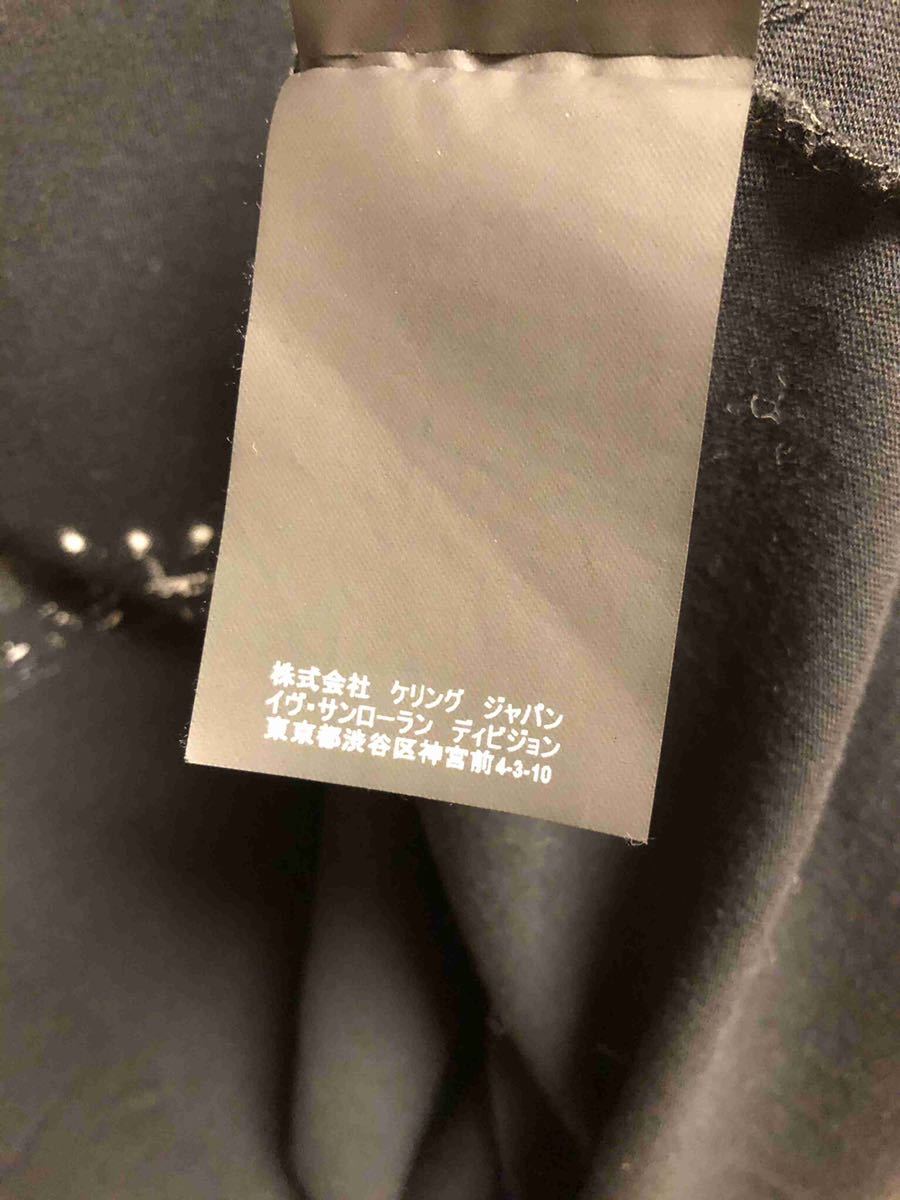 株式会社 ケリング ジャパン
イヴ・サンローラン ディビジョン
東京都渋谷区神宮前4-3-10